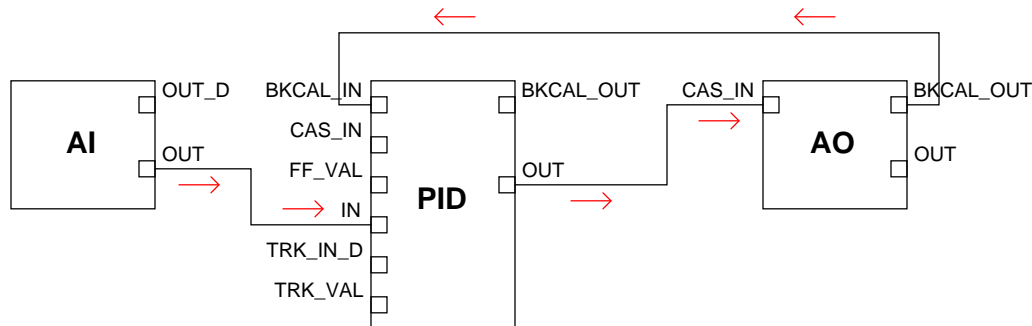 AI
OUT_D
OUT
PID
BKCAL_IN
CAS_IN
FF_VAL
IN
TRK_IN_D
TRK_VAL
BKCAL_OUT
OUT
AO
CAS_IN
BKCAL_OUT
OUT